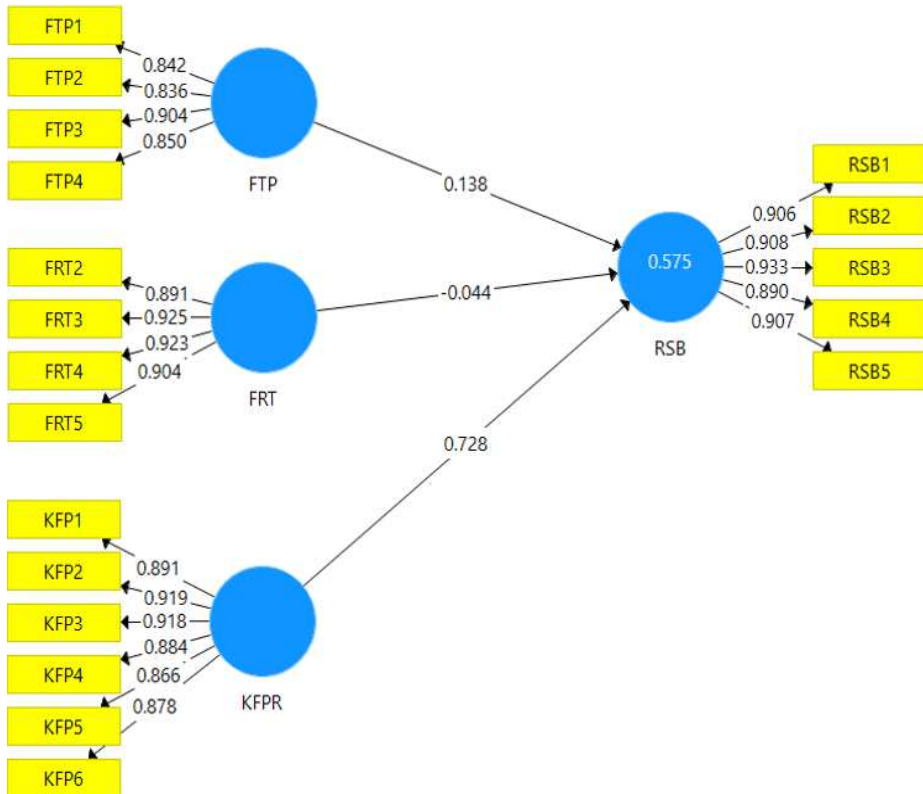 FTP1
FTP2
FTP3
FTP4
0.842
0.836
0.904
0.850
FTP
0.138
FRT2
FRT3
FRT4
FRT5
0.891
0.925
0.923
0.904
FRT
-0.044
KFP1
KFP2
KFP3
KFP4
KFP5
KFP6
0.891
0.919
0.918
0.884
0.866
0.878
KFPR
0.728
0.575
RSB
0.906
0.908
0.933
0.890
0.907
RSB1
RSB2
RSB3
RSB4
RSB5